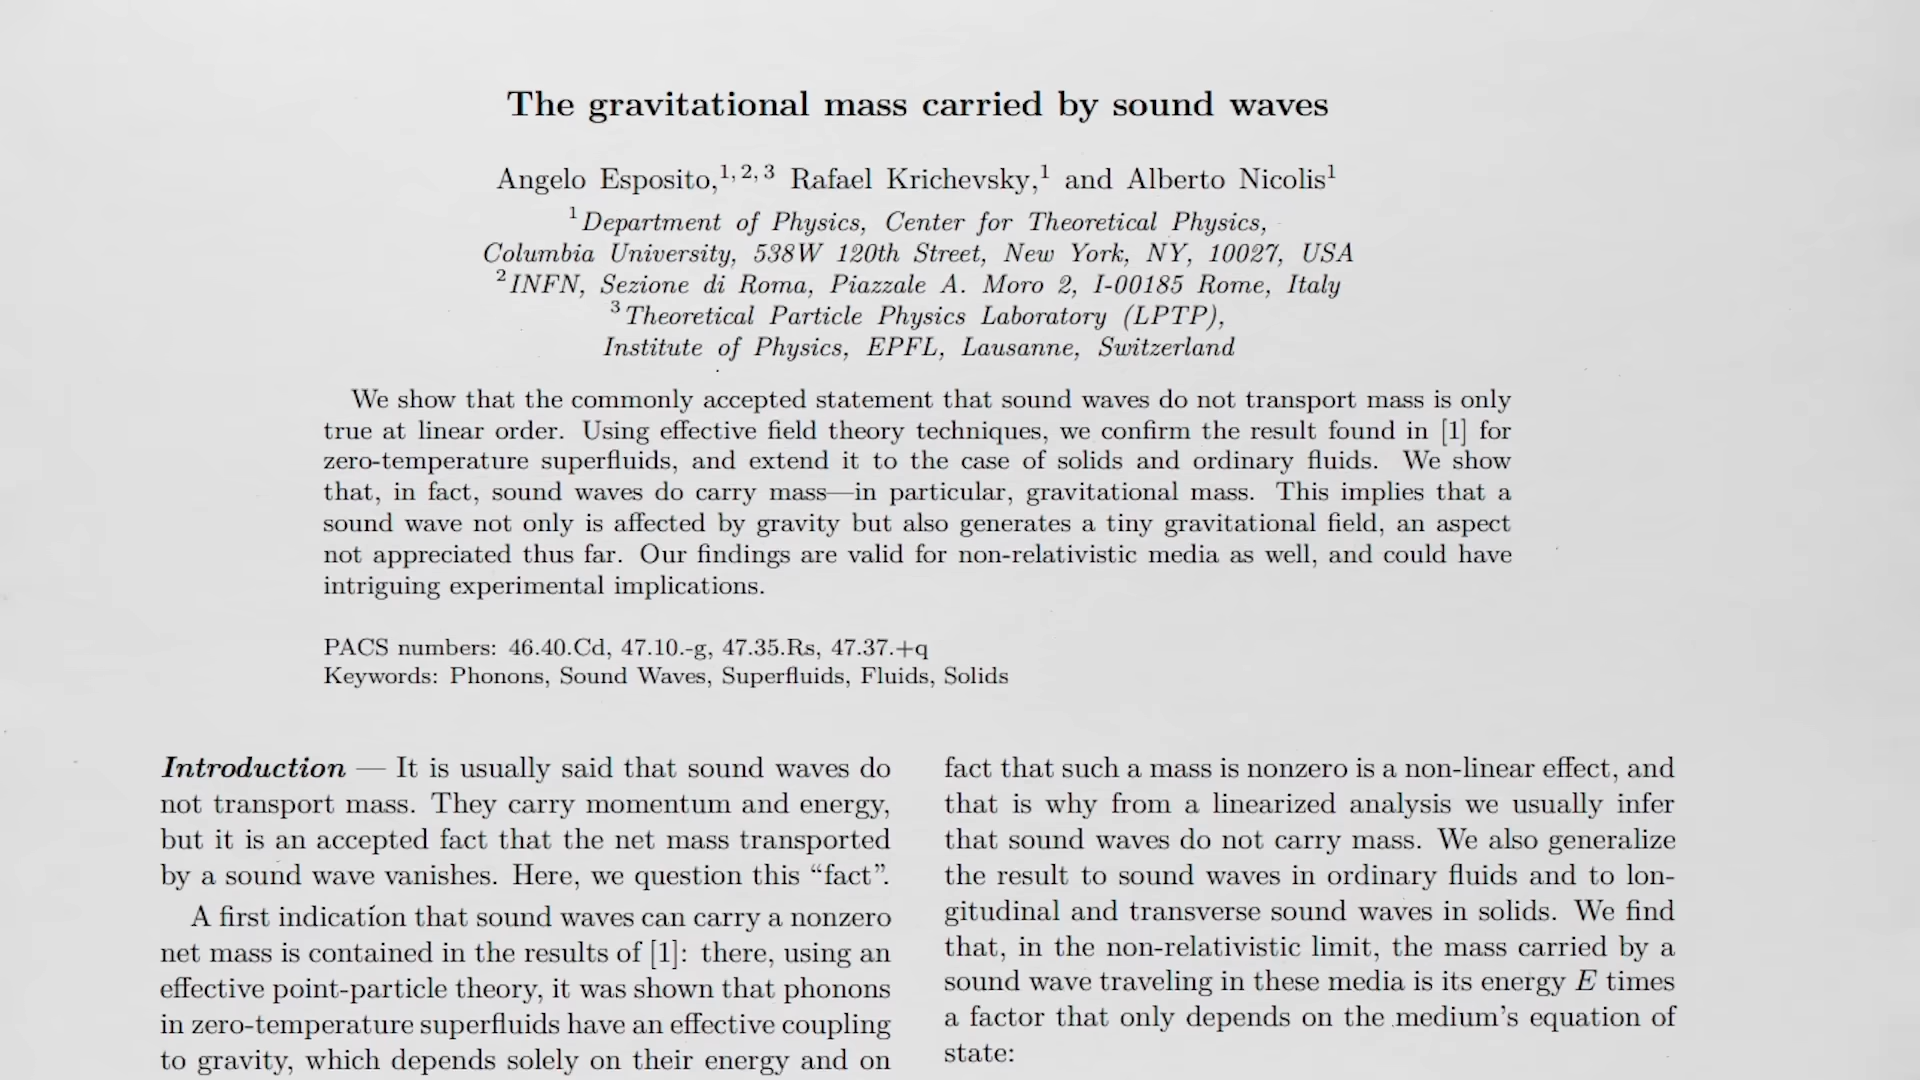 The gravitational mass carried by sound waves
Angelo Esposito,1, 2, 3 Rafael Krichevsky,1 and Alberto Nicolis1
1Department of Physics, Center for Theoretical Physics,
Columbia University, 538W 120th Street, New York, NY, 10027, USA
2INFN, Sezione di Roma, Piazzale A. Moro 2, I-00185 Rome, Italy
3Theoretical Particle Physics Laboratory (LPTP),
Institute of Physics, EPFL, Lausanne, Switzerland
We show that the commonly accepted statement that sound waves do not transport mass is only
true at linear order. Using effective field theory techniques, we confirm the result found in [1] for
zero-temperature superfluids, and extend it to the case of solids and ordinary fluids. We show
that, in fact, sound waves do carry mass—in particular, gravitational mass. This implies that a
sound wave not only is affected by gravity but also generates a tiny gravitational field, an aspect
not appreciated thus far. Our findings are valid for non-relativistic media as well, and could have
intriguing experimental implications.
PACS numbers: 46.40.Cd, 47.10.-g, 47.35.Rs, 47.37.+q
Keywords: Phonons, Sound Waves, Superfluids, Fluids, Solids
Introduction — It is usually said that sound waves do
not transport mass. They carry momentum and energy,
but it is an accepted fact that the net mass transported
by a sound wave vanishes. Here, we question this “fact”.
A first indication that sound waves can carry a nonzero
net mass is contained in the results of [1]: there, using an
effective point-particle theory, it was shown that phonons
in zero-temperature superfluids have an effective coupling
to gravity, which depends solely on their energy and on
fact that such a mass is nonzero is a non-linear effect, and
that is why from a linearized analysis we usually infer
that sound waves do not carry mass. We also generalize
the result to sound waves in ordinary fluids and to lon-
gitudinal and transverse sound waves in solids. We find
that, in the non-relativistic limit, the mass carried by a
sound wave traveling in these media is its energy E times
a factor that only depends on the medium’s equation of
state: